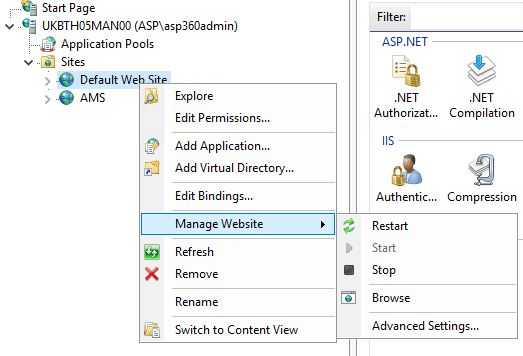 Start Page
UKBTH05MAN00 (ASP\asp360admin)
Application Pools
Sites
Default Web Site
AMS
Explore
Edit Permissions...
Add Application...
Add Virtual Directory...
Edit Bindings...
Manage Website
Refresh
Remove
Rename
Switch to Content View
Restart
Start
Stop
Browse
Advanced Settings...
Filter:
ASP.NET
.NET Authorizat...
.NET Compilation
IIS
Authentic...
Compression